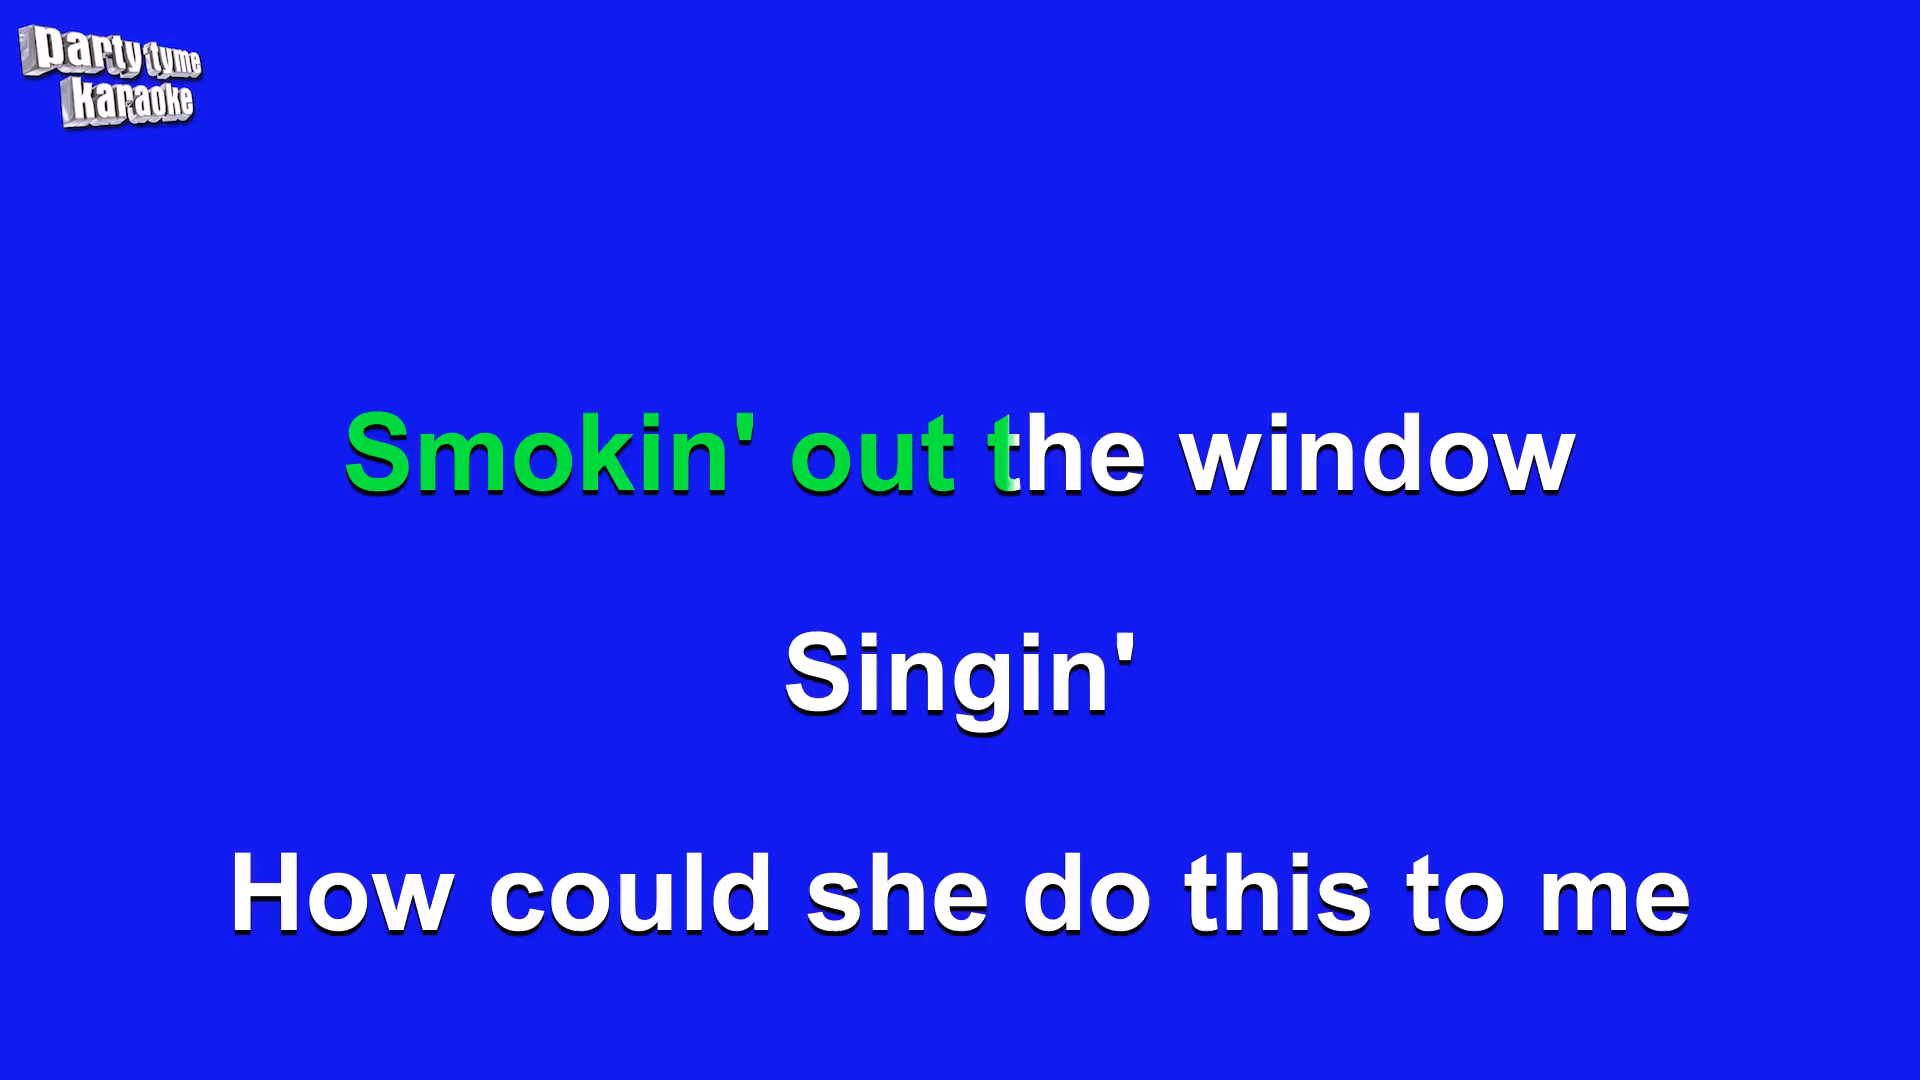 party tyme
karaoke
Smokin' out the window
Singin'
How could she do this to me